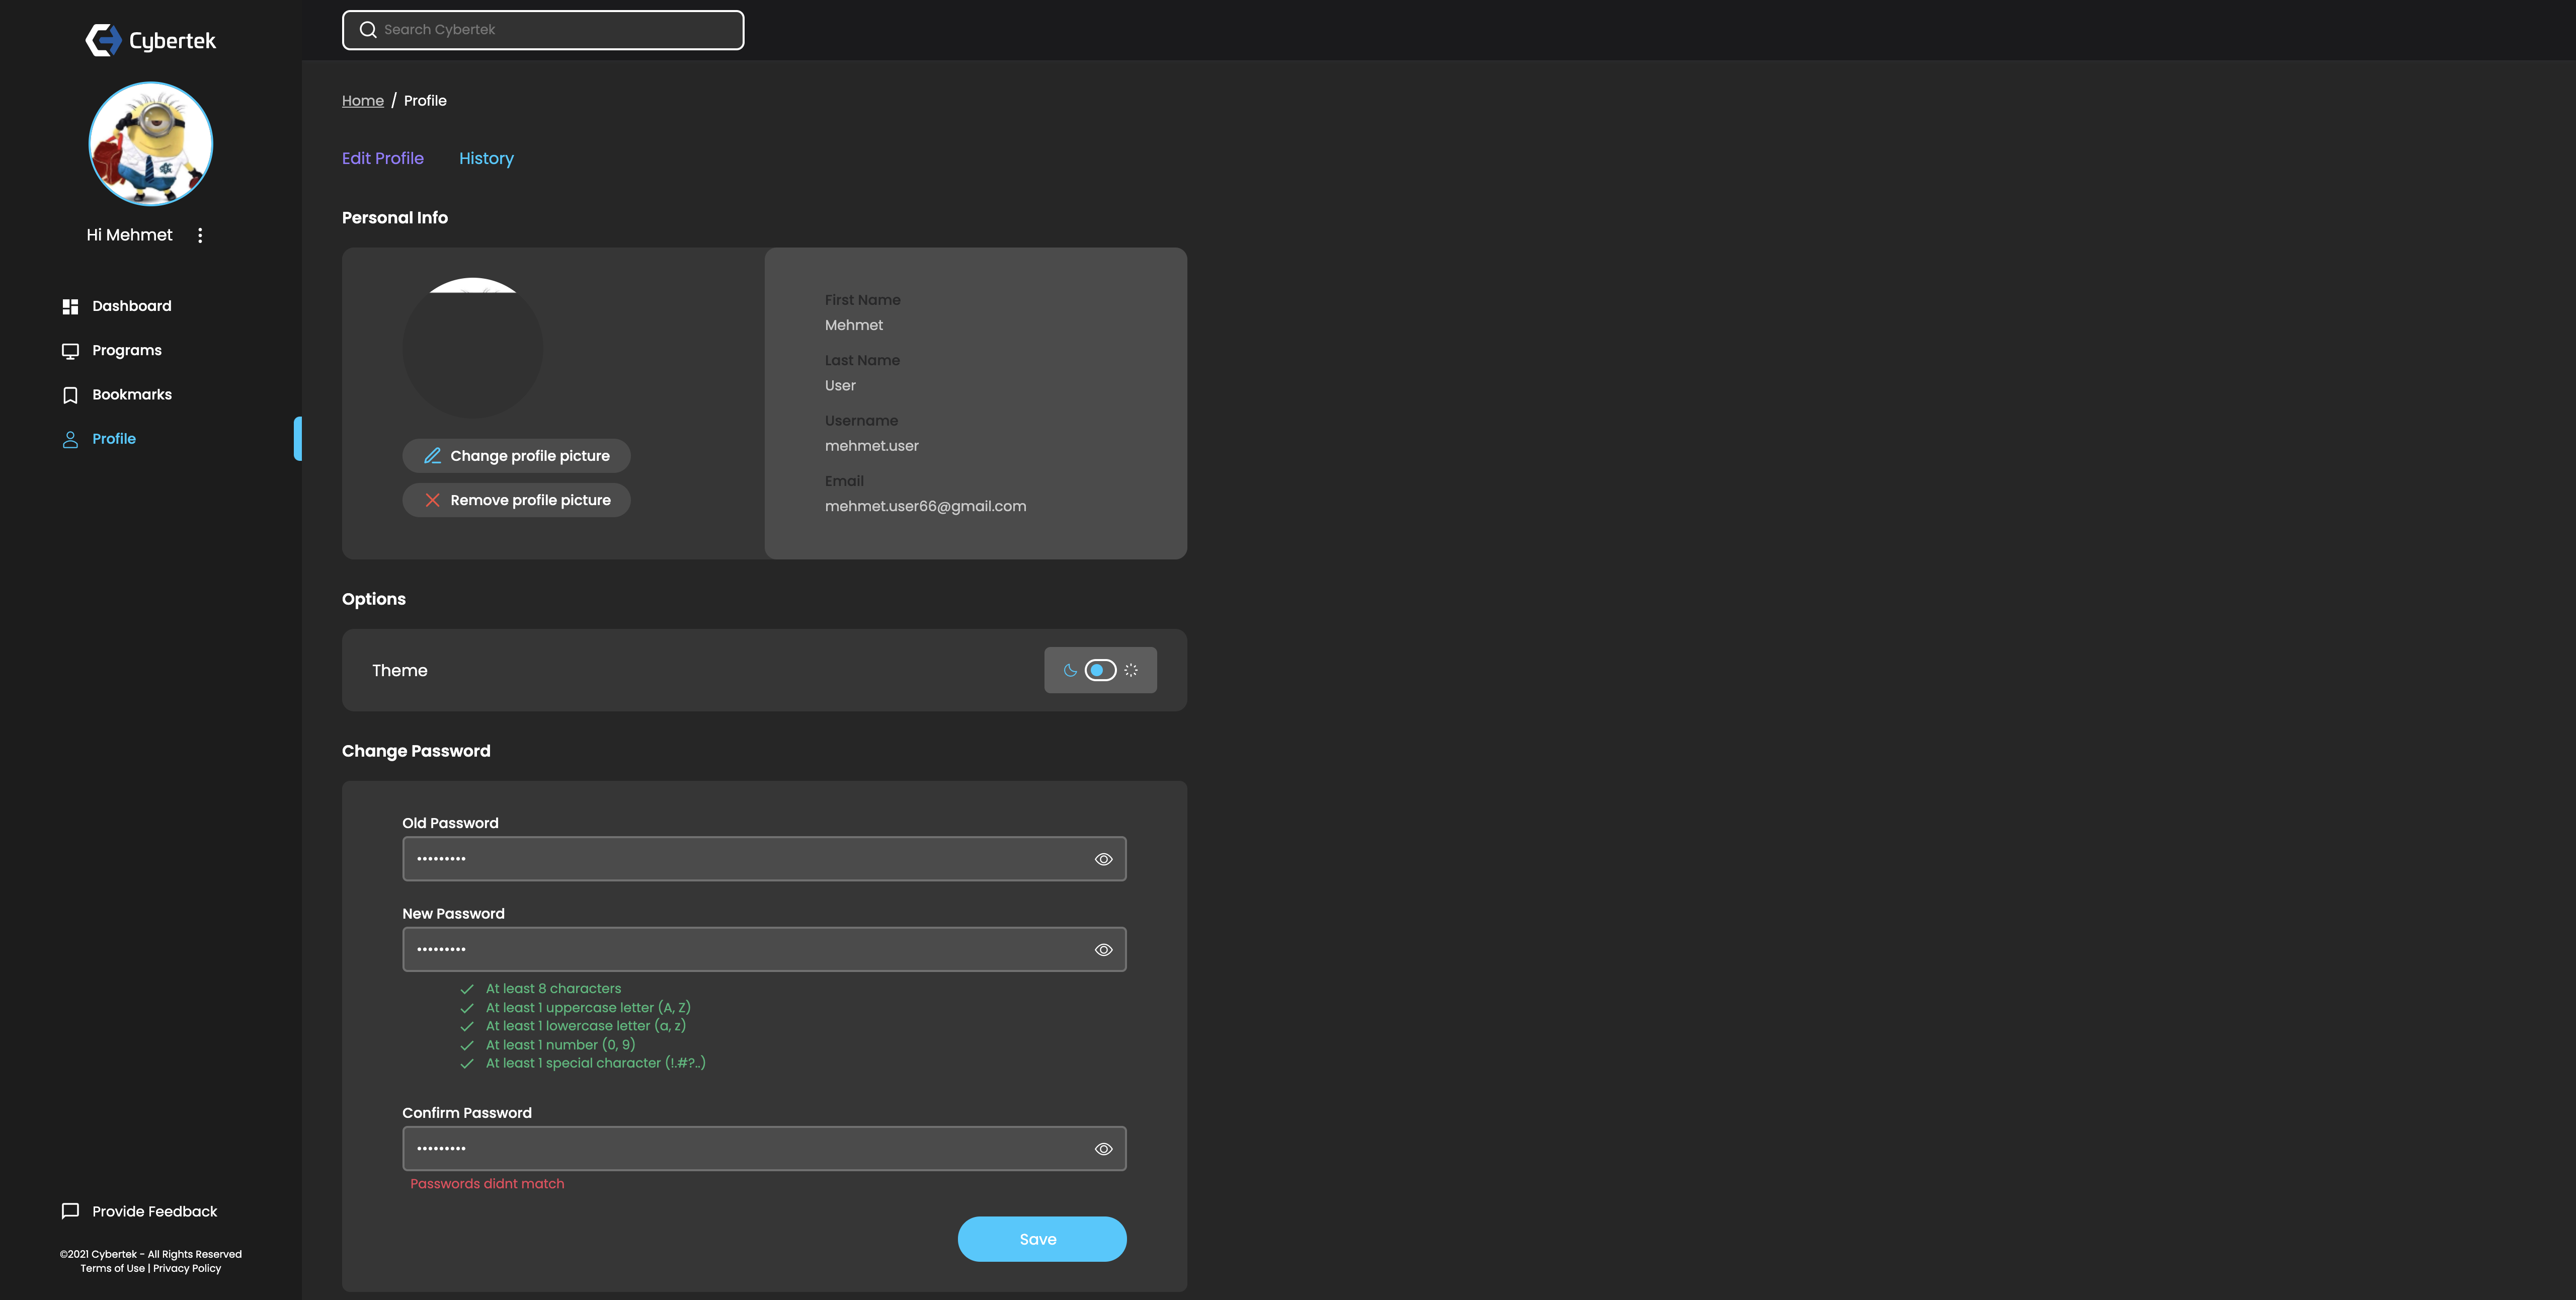 Cybertek
Search Cybertek
Home / Profile
Edit Profile
History
Hi Mehmet
Dashboard
Programs
Bookmarks
Profile
Personal Info
Change profile picture
Remove profile picture
First Name
Mehmet
Last Name
User
Username
mehmet.user
Email
mehmet.user66@gmail.com
Options
Theme
Change Password
Old Password
•••••••••
New Password
•••••••••
At least 8 characters
At least 1 uppercase letter (A, Z)
At least 1 lowercase letter (a, z)
At least 1 number (0, 9)
At least 1 special character (!.#?..)
Confirm Password
•••••••••
Passwords didnt match
Save
Provide Feedback
©2021 Cybertek - All Rights Reserved
Terms of Use | Privacy Policy